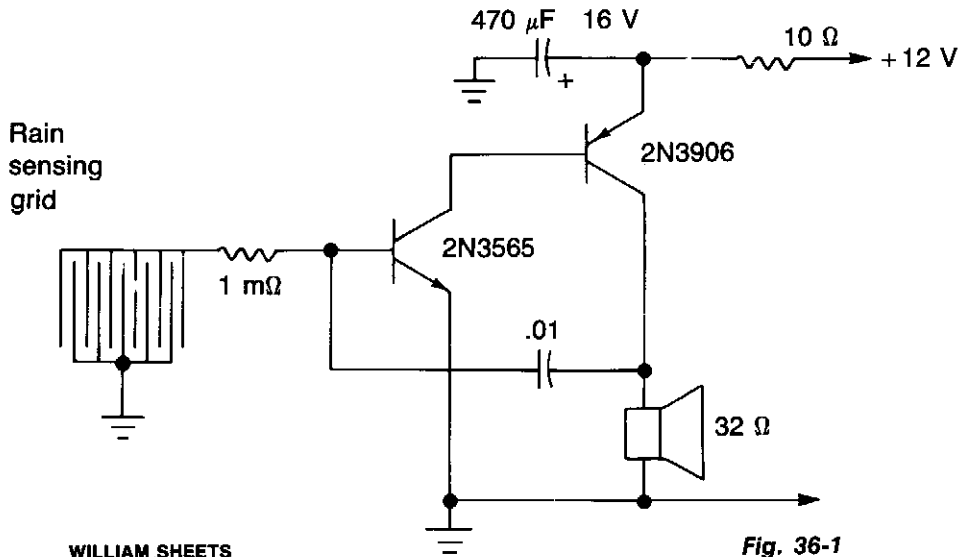 470 μF 16 V
10 Ω
+12 V
+
Rain
sensing
grid
2N3906
2N3565
1 mΩ
.01
32 Ω
WILLIAM SHEETS
Fig. 36-1